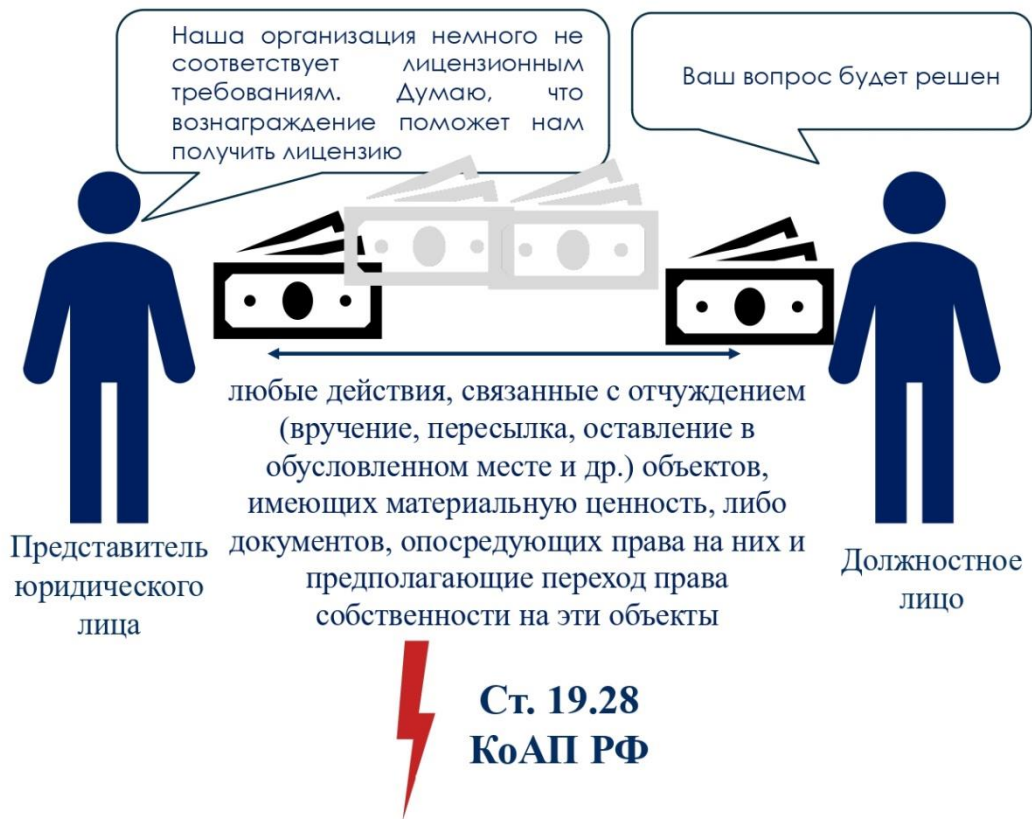 Наша организация немного не
соответствует лицензионным
требованиям. Думаю, что
вознаграждение поможет нам
получить лицензию
Ваш вопрос будет решен
любые действия, связанные с отчуждением
(вручение, пересылка, оставление в
обусловленном месте и др.) объектов,
имеющих материальную ценность, либо
документов, опосредующих права на них и
предполагающие переход права
собственности на эти объекты
Представитель
юридического
лица
Должностное
лицо
Ст. 19.28
КоАП РФ